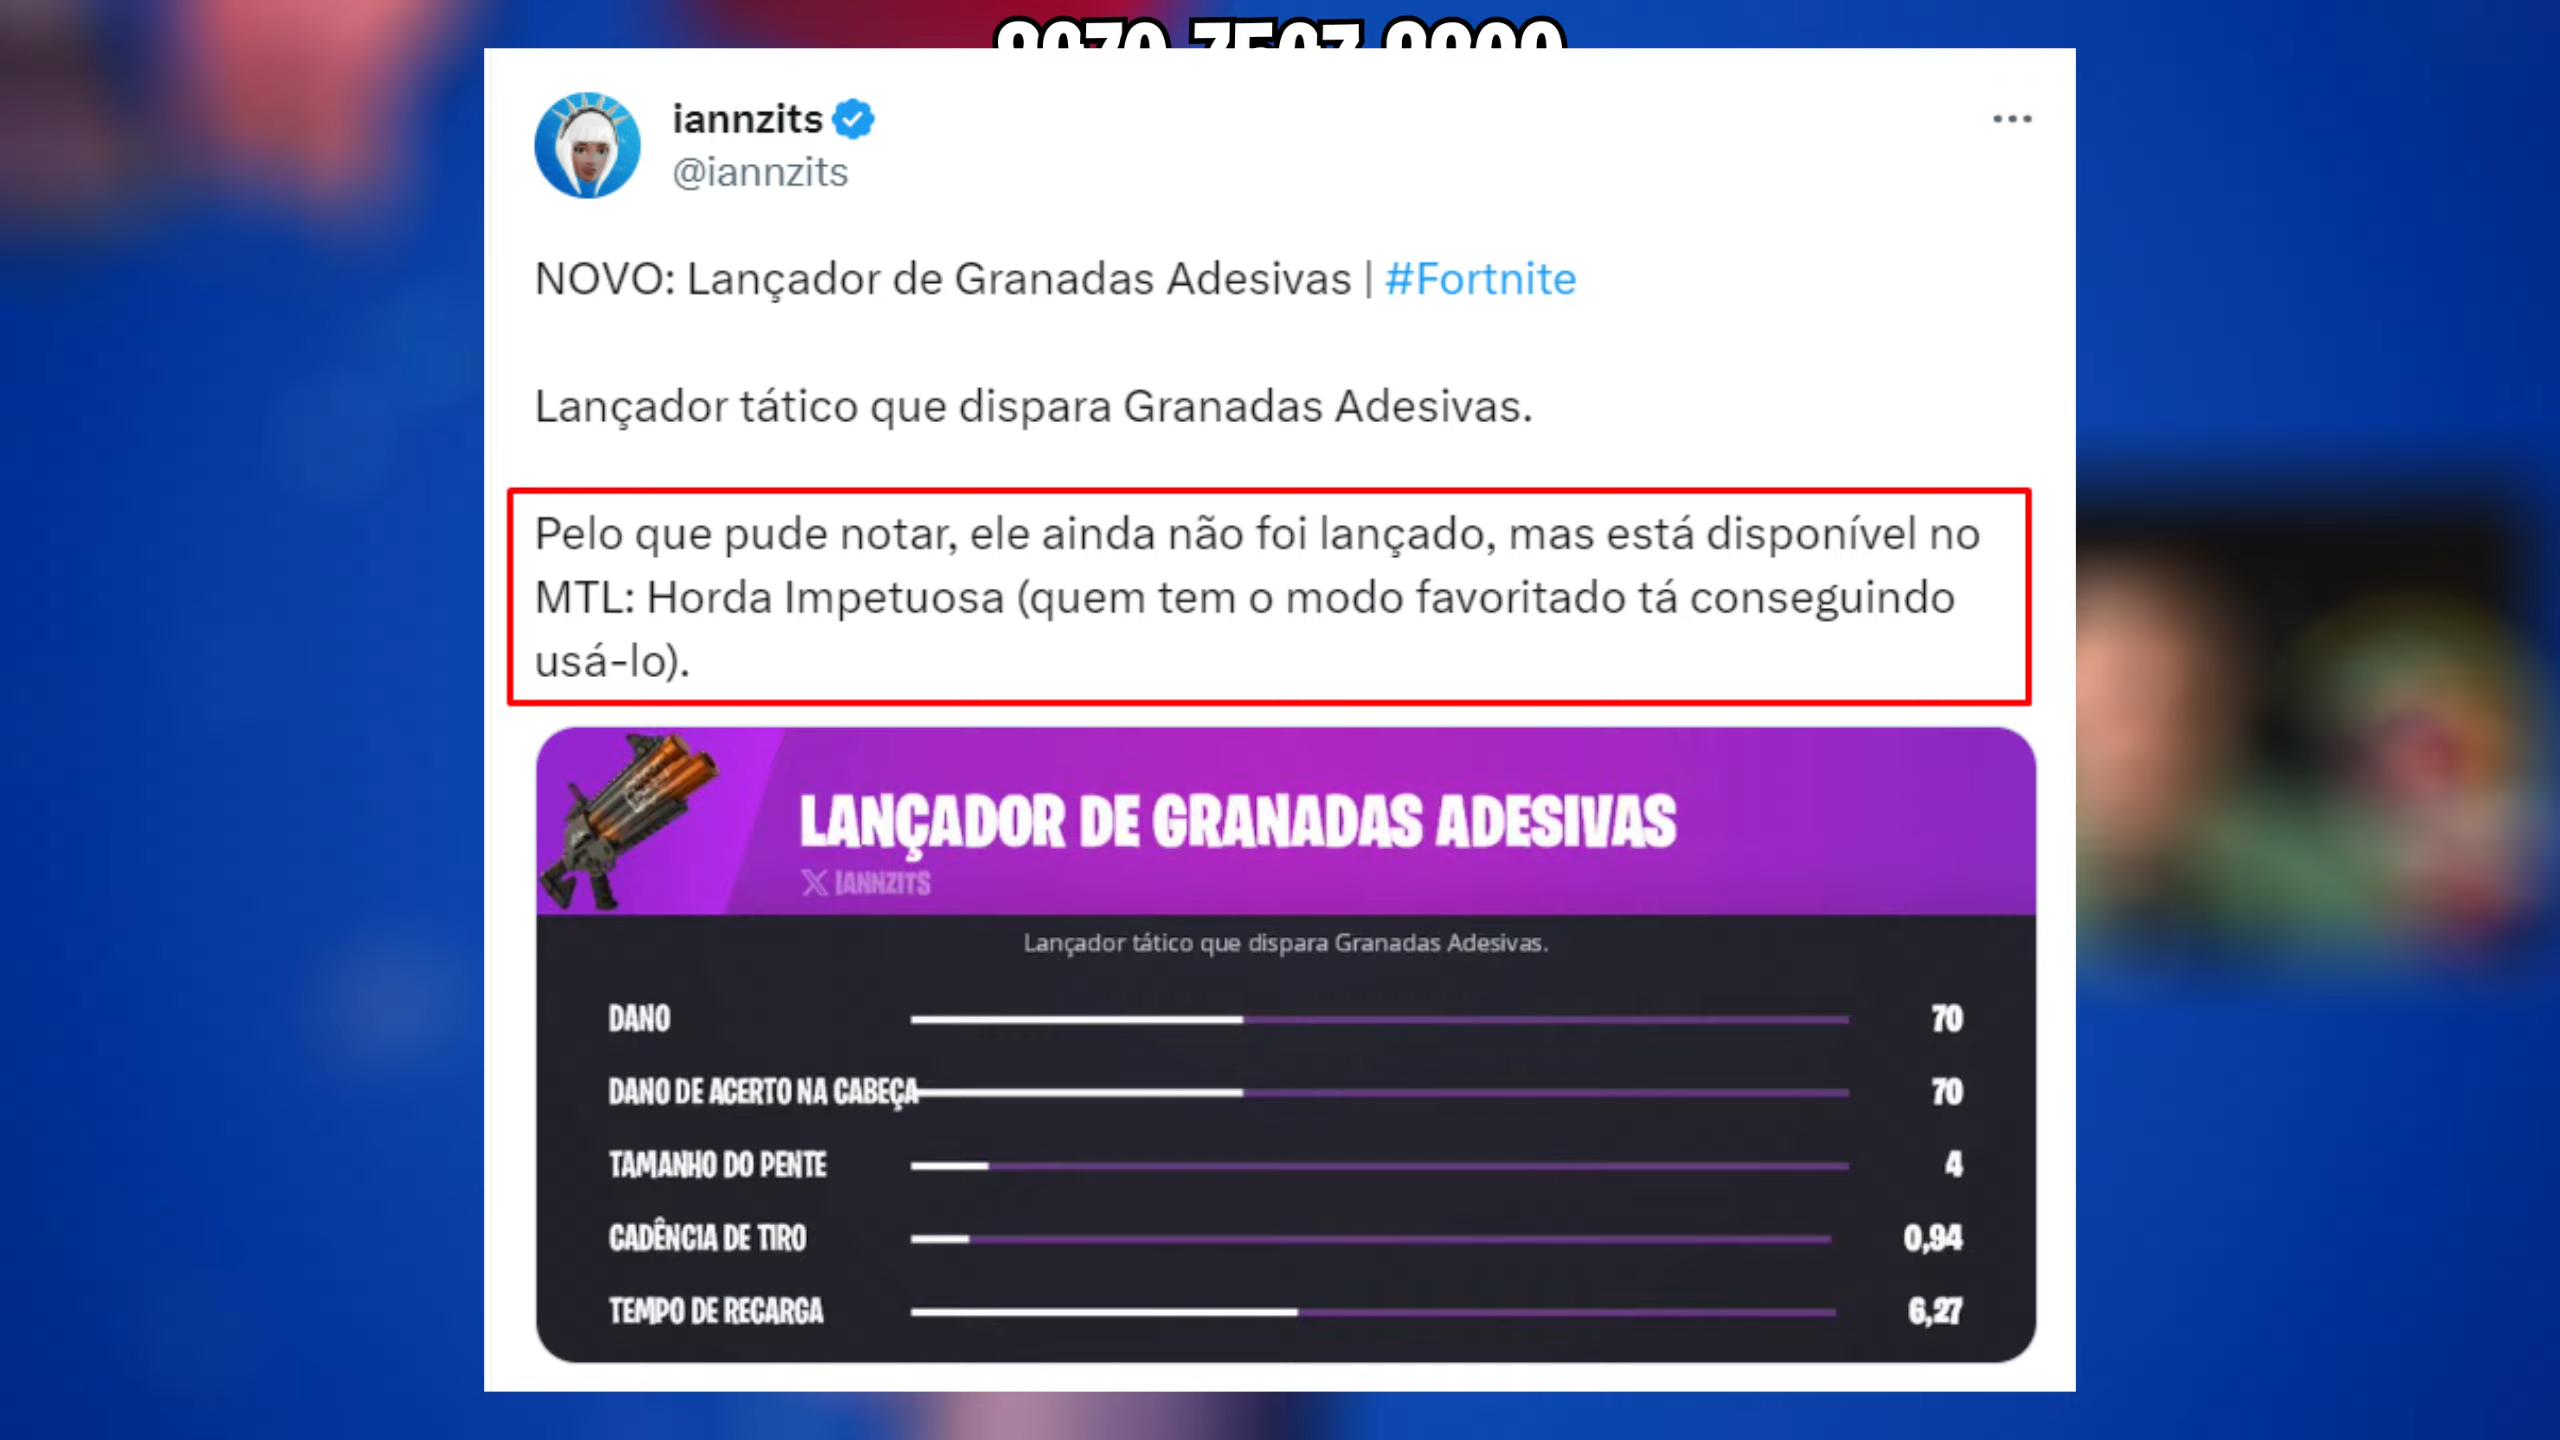 iannzits
@iannzits
NOVO: Lançador de Granadas Adesivas | #Fortnite
Lançador tático que dispara Granadas Adesivas.
Pelo que pude notar, ele ainda não foi lançado, mas está disponível no
MTL: Horda Impetuosa (quem tem o modo favoritado tá conseguindo
usá-lo).
LANÇADOR DE GRANADAS ADESIVAS
X IANNZITS
Lançador tático que dispara Granadas Adesivas.
DANO 70
DANO DE ACERTO NA CABEÇA 70
TAMANHO DO PENTE 4
CADÊNCIA DE TIRO 0,94
TEMPO DE RECARGA 6,27